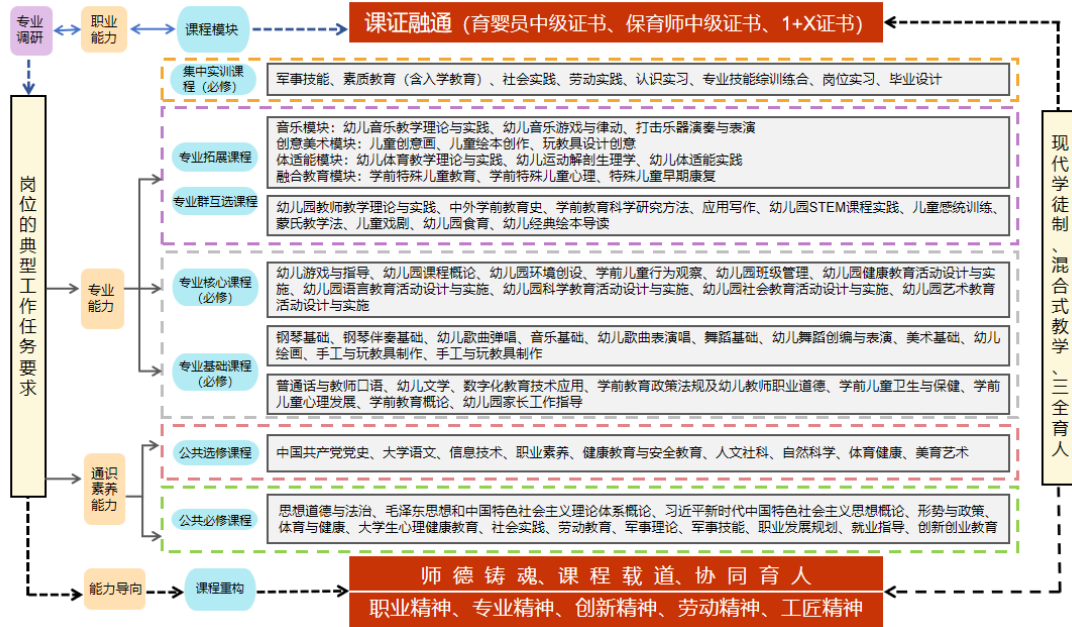 专业
调研
职业
能力
课程模块
课证融通（育婴员中级证书、保育师中级证书、1+X证书）
集中实训课
程（必修）
军事技能、素质教育（含入学教育）、社会实践、劳动实践、认识实习、专业技能综训练合、岗位实习、毕业设计
专业拓展课程
音乐模块：幼儿音乐教学理论与实践、幼儿音乐游戏与律动、打击乐器演奏与表演
创意美术模块：儿童创意画、儿童绘本创作、玩教具设计创意
体适能模块：幼儿体育教学理论与实践、幼儿运动解剖生理学、幼儿体适能实践
融合教育模块：学前特殊儿童教育、学前特殊儿童心理、特殊儿童早期康复
专业群互选课程
幼儿园教师教学理论与实践、中外学前教育史、学前教育科学研究方法、应用写作、幼儿园STEM课程实践、儿童感统训练、
蒙氏教学法、儿童戏剧、幼儿园食育、幼儿经典绘本导读
岗位的典型工作任务要求
专业
能力
专业核心课程
（必修）
幼儿游戏与指导、幼儿园课程概论、幼儿园环境创设、学前儿童行为观察、幼儿园班级管理、幼儿园健康教育活动设计与实
施、幼儿园语言教育活动设计与实施、幼儿园科学教育活动设计与实施、幼儿园社会教育活动设计与实施、幼儿园艺术教育
活动设计与实施
专业基础课程
（必修）
钢琴基础、钢琴伴奏基础、幼儿歌曲弹唱、音乐基础、幼儿歌曲表演唱、舞蹈基础、幼儿舞蹈创编与表演、美术基础、幼儿
绘画、手工与玩教具制作、手工与玩教具制作
普通话与教师口语、幼儿文学、数字化教育技术应用、学前教育政策法规及幼儿教师职业道德、学前儿童卫生与保健、学前
儿童心理发展、学前教育概论、幼儿园家长工作指导
通识
素养
能力
公共选修课程
中国共产党党史、大学语文、信息技术、职业素养、健康教育与安全教育、人文社科、自然科学、体育健康、美育艺术
公共必修课程
思想道德与法治、毛泽东思想和中国特色社会主义理论体系概论、习近平新时代中国特色社会主义思想概论、形势与政策、
体育与健康、大学生心理健康教育、社会实践、劳动教育、军事理论、军事技能、职业发展规划、就业指导、创新创业教育
现代学徒制、混合式教学、三全育人
能力导向
课程重构
师德铸魂、课程载道、协同育人
职业精神、专业精神、创新精神、劳动精神、工匠精神